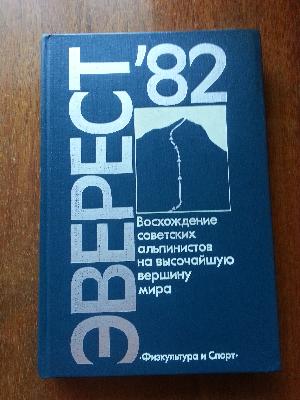 ЭВЕРЕСТ
'82
Восхождение
советских
альпинистов
на высочайшую
вершину
мира
·Физкультура и Спорт·